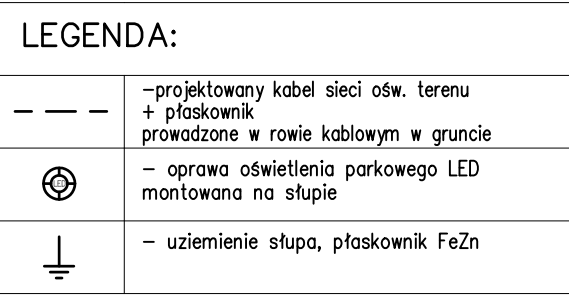 LEGENDA:
-projektowany kabel sieci ośw. terenu
+ płaskownik
prowadzone w rowie kablowym w gruncie
LED
- oprawa oświetlenia parkowego LED
montowana na słupie
- uziemienie słupa, płaskownik FeZn